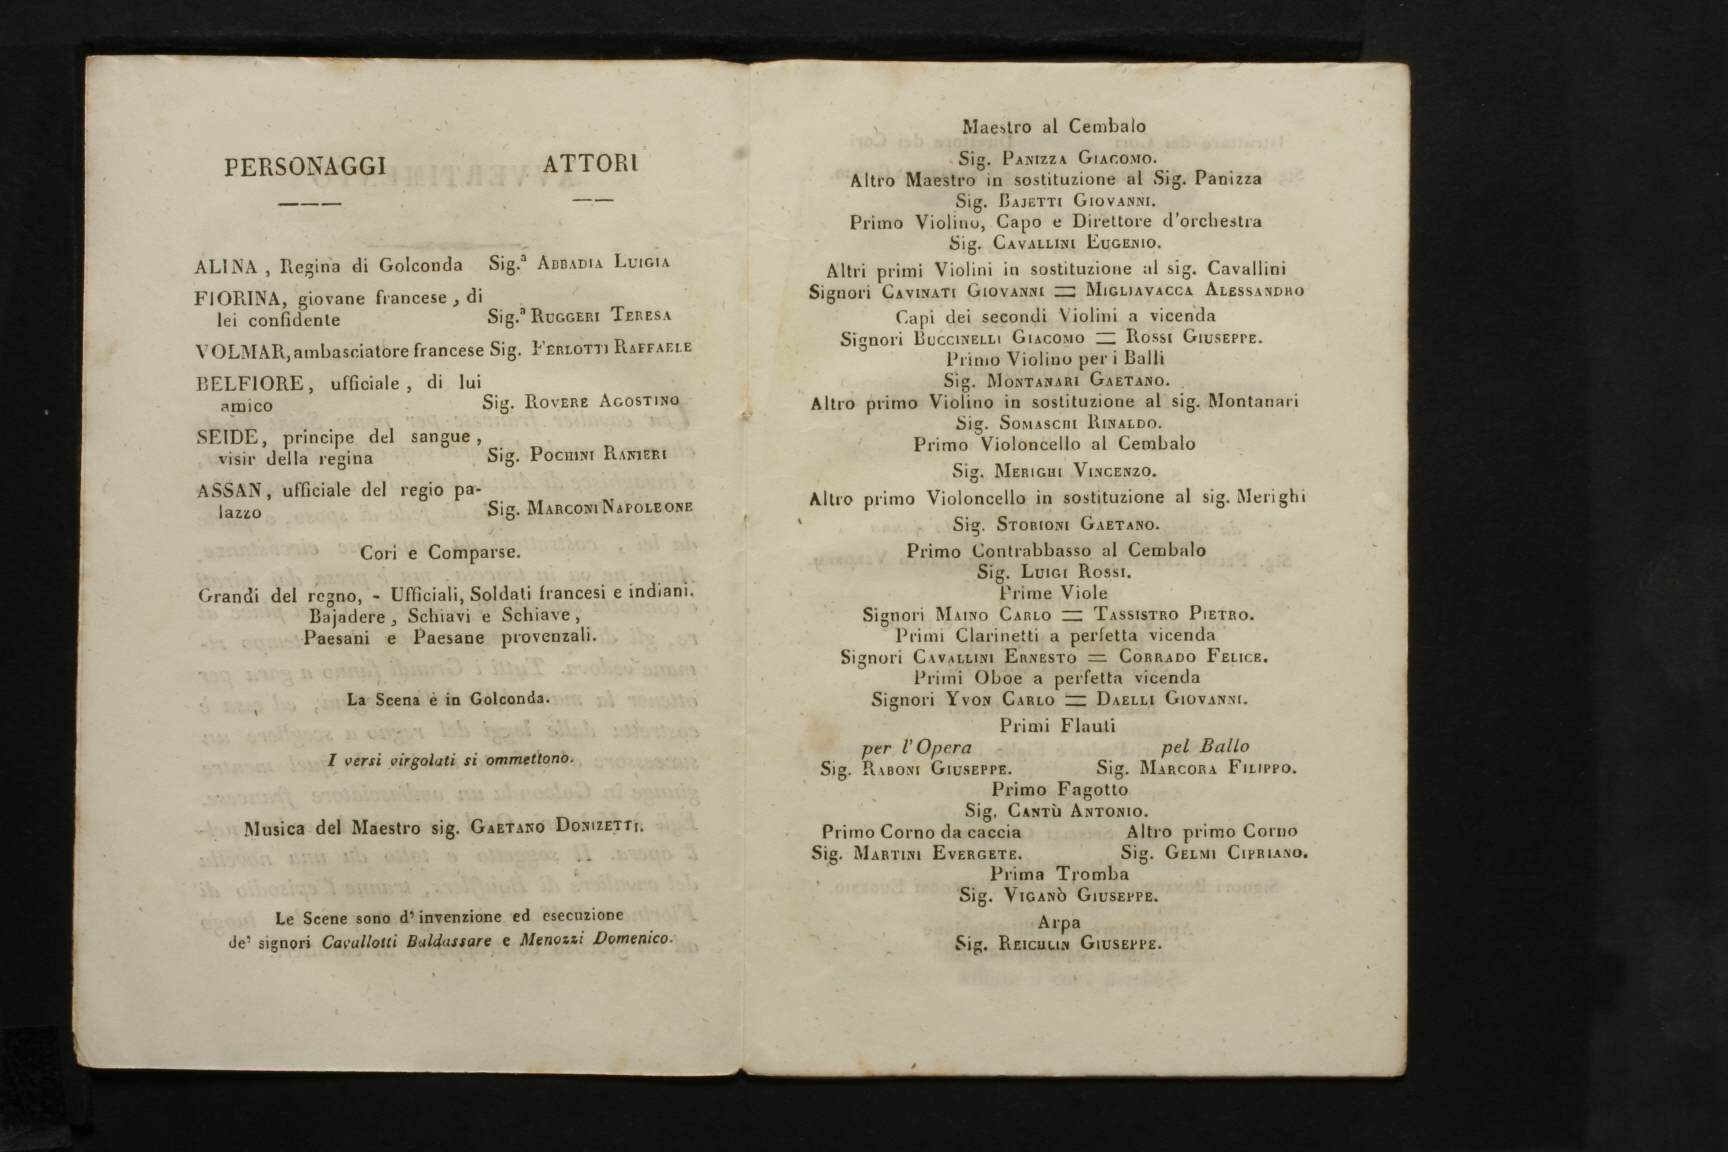 PERSONAGGI ATTORI
ALINA, Regina di Golconda Sig.ª ABBADIA LUIGIA
FIORINA, giovane francese, di
lei confidente Sig.ª RUGGERI TERESA
VOLMAR, ambasciatore francese Sig. FERLOTTI RAFFAELE
BELFIORE, ufficiale, di lui
amico Sig. ROVERE AGOSTINO
SEIDE, principe del sangue,
visir della regina Sig. POCHINI RANIERI
ASSAN, ufficiale del regio pa-
lazzo Sig. MARCONI NAPOLEONE
Cori e Comparse.
Grandi del regno, - Ufficiali, Soldati francesi e indiani.
Bajadere, Schiavi e Schiave,
Paesani e Paesane provenzali.
La Scena è in Golconda.
I versi virgolati si ommettono.
Musica del Maestro sig. GAETANO DONIZETTI.
Le Scene sono d'invenzione ed esecuzione
de' signori Cavallotti Baldassare e Menozzi Domenico.
Maestro al Cembalo
Sig. PANIZZA GIACOMO.
Altro Maestro in sostituzione al Sig. Panizza
Sig. BAJETTI GIOVANNI.
Primo Violino, Capo e Direttore d'orchestra
Sig. CAVALLINI EUGENIO.
Altri primi Violini in sostituzione al sig. Cavallini
Signori CAVINATI GIOVANNI = MIGLIAVACCA ALESSANDRO
Capi dei secondi Violini a vicenda
Signori BUCCINELLI GIACOMO = ROSSI GIUSEPPE.
Primo Violino per i Balli
Sig. MONTANARI GAETANO.
Altro primo Violino in sostituzione al sig. Montanari
Sig. SOMASCHI RINALDO.
Primo Violoncello al Cembalo
Sig. MERIGHI VINCENZO.
Altro primo Violoncello in sostituzione al sig. Merighi
Sig. STORIONI GAETANO.
Primo Contrabbasso al Cembalo
Sig. LUIGI ROSSI.
Prime Viole
Signori MAINO CARLO = TASSISTRO PIETRO.
Primi Clarinetti a perfetta vicenda
Signori CAVALLINI ERNESTO = CORRADO FELICE.
Primi Oboe a perfetta vicenda
Signori YVON CARLO = DAELLI GIOVANNI.
Primi Flauti
per l'Opera pel Ballo
Sig. RABONI GIUSEPPE. Sig. MARCORA FILIPPO.
Primo Fagotto
Sig. CANTÙ ANTONIO.
Primo Corno da caccia Altro primo Corno
Sig. MARTINI EVERGETE. Sig. GELMI CIPRIANO.
Prima Tromba
Sig. VIGANÒ GIUSEPPE.
Arpa
Sig. REICHLIN GIUSEPPE.